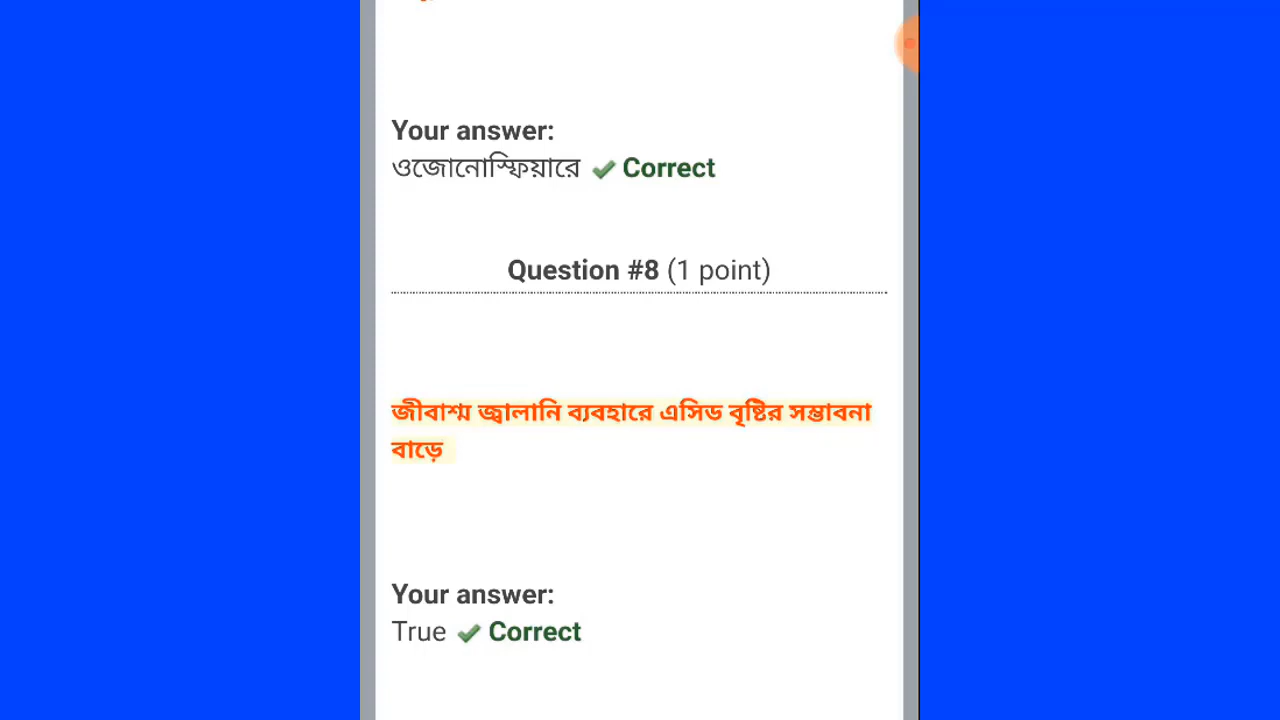 Your answer:
ওজোনোস্ফিয়ারে Correct
Question #8 (1 point)
জীবাশ্ম জ্বালানি ব্যবহারে এসিড বৃষ্টির সম্ভাবনা
বাড়ে
Your answer:
True Correct